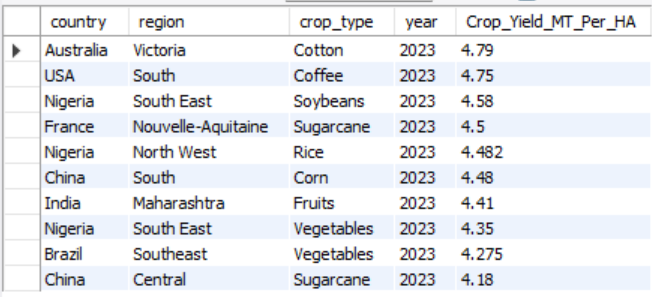 country region crop_type year Crop_Yield_MT_Per_HA
Australia Victoria Cotton 2023 4.79
USA South Coffee 2023 4.75
Nigeria South East Soybeans 2023 4.58
France Nouvelle-Aquitaine Sugarcane 2023 4.5
Nigeria North West Rice 2023 4.482
China South Corn 2023 4.48
India Maharashtra Fruits 2023 4.41
Nigeria South East Vegetables 2023 4.35
Brazil Southeast Vegetables 2023 4.275
China Central Sugarcane 2023 4.18